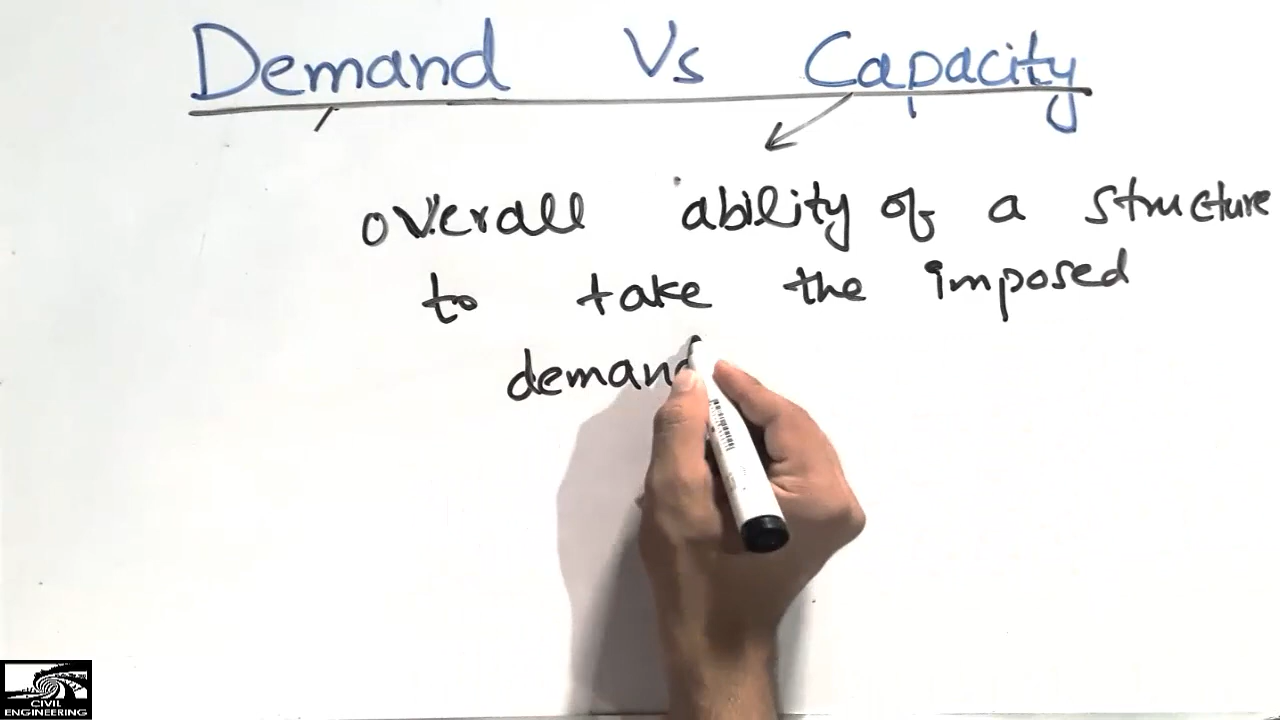 Demand Vs Capacity
overall ability of a structure
to take the imposed
demand
CIVIL
ENGINEERING